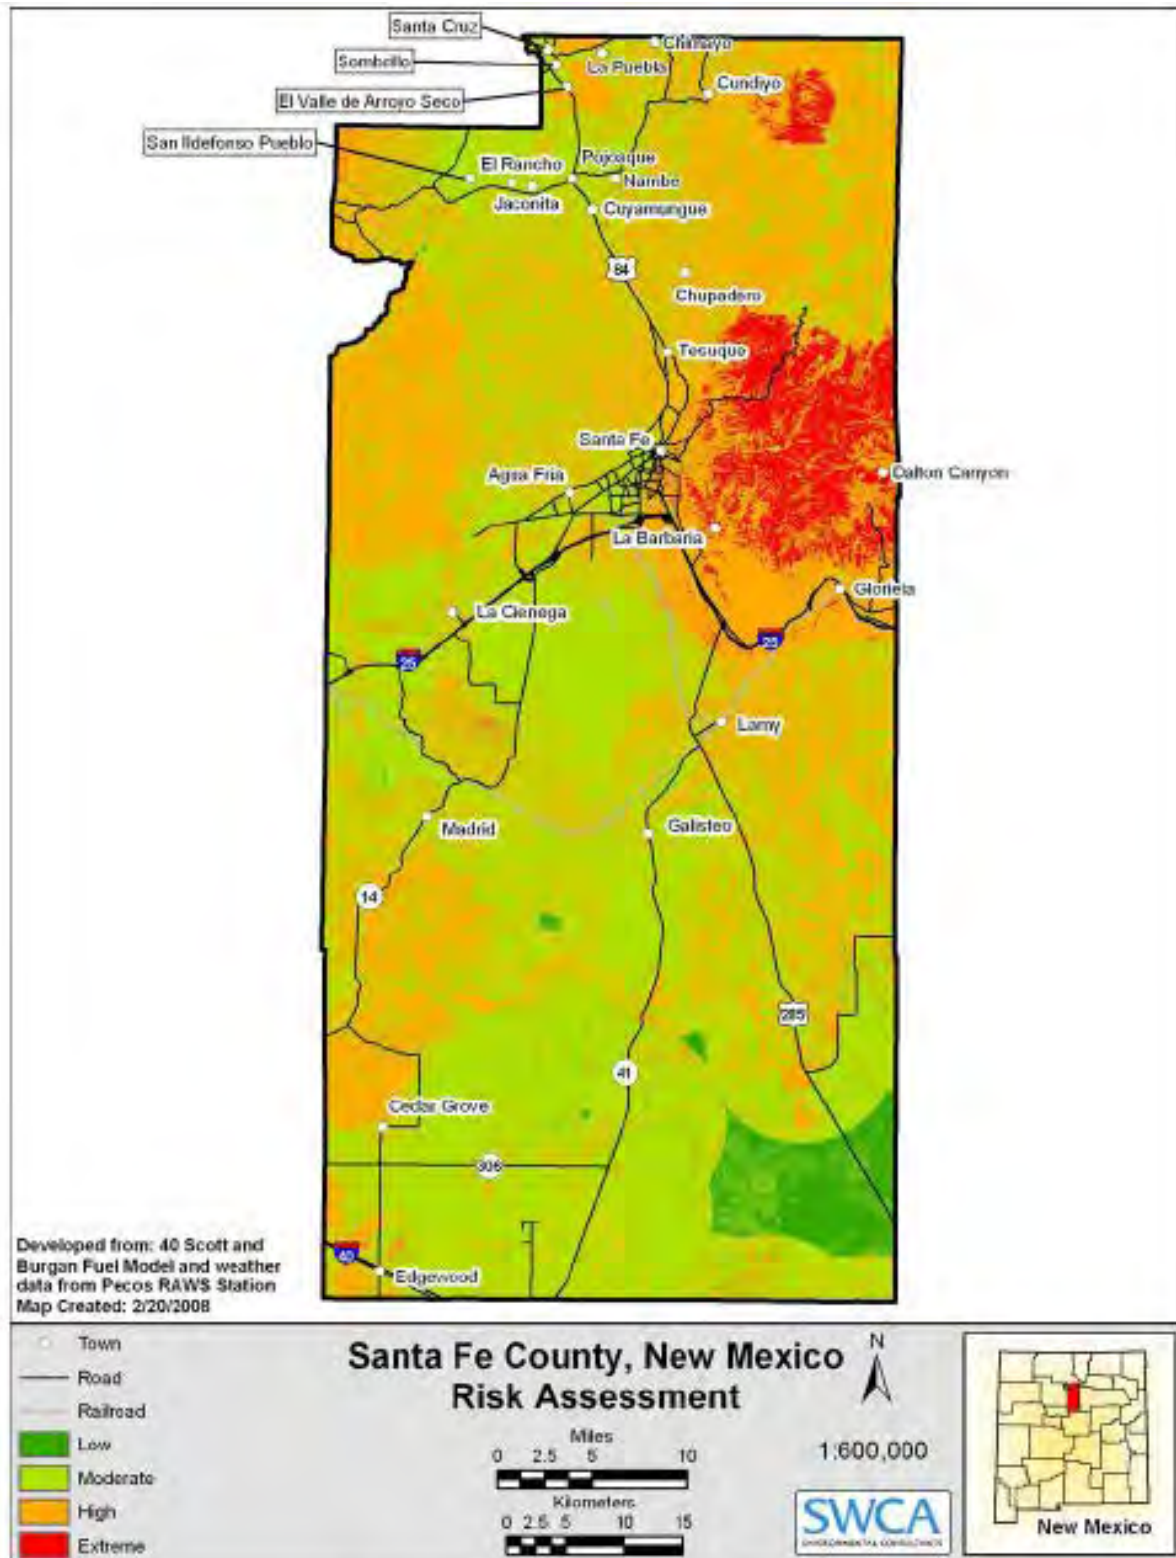 Santa Cruz
Chimayo
Sombrillo
La Puebla
Cundiyo
El Valle de Arroyo Seco
San Ildefonso Pueblo
El Rancho
Pojoaque
Nambe
Jaconita
Cuyamungue
84
Chupadero
Tesuque
Santa Fe
Agua Fria
Dalton Canyon
La Barbaria
Glorieta
La Cienega
25
25
Lamy
Madrid
Galisteo
14
285
41
Cedar Grove
306
40
Edgewood
Developed from: 40 Scott and
Burgan Fuel Model and weather
data from Pecos RAWS Station
Map Created: 2/20/2008
Town
Road
Railroad
Low
Moderate
High
Extreme
Santa Fe County, New Mexico
Risk Assessment
N
Miles
0 2.5 5 10
Kilometers
0 2.5 5 10 15
1:600,000
SWCA
ENVIRONMENTAL CONSULTANTS
New Mexico